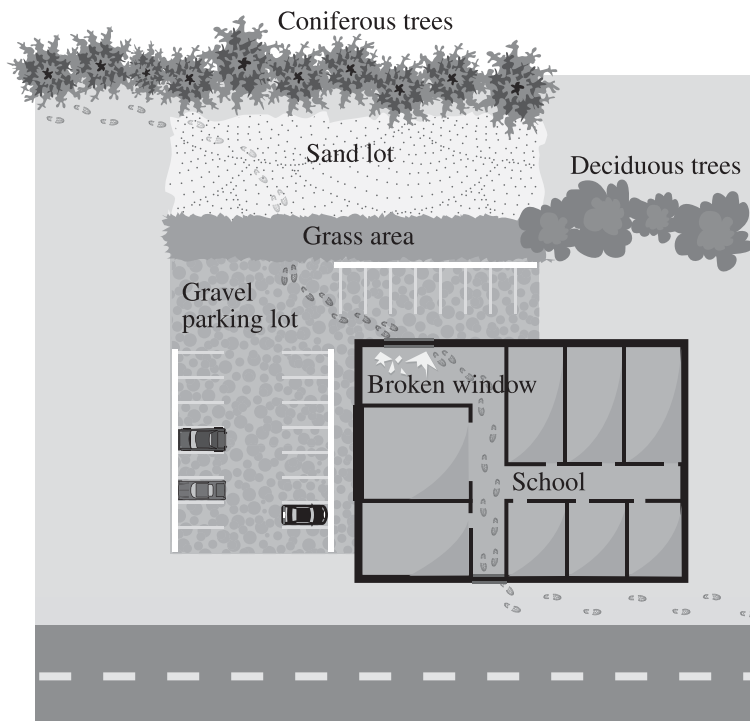 Coniferous trees
Sand lot
Deciduous trees
Grass area
Gravel
parking lot
Broken window
School